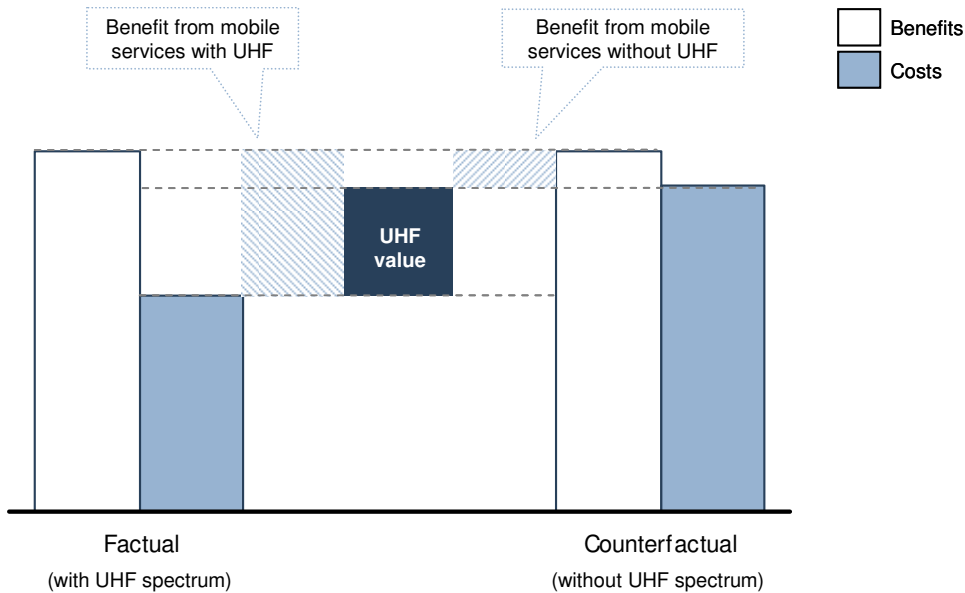 Benefit from mobile
services with UHF
Benefit from mobile
services without UHF
Benefits
Costs
UHF
value
Factual
(with UHF spectrum)
Counterfactual
(without UHF spectrum)